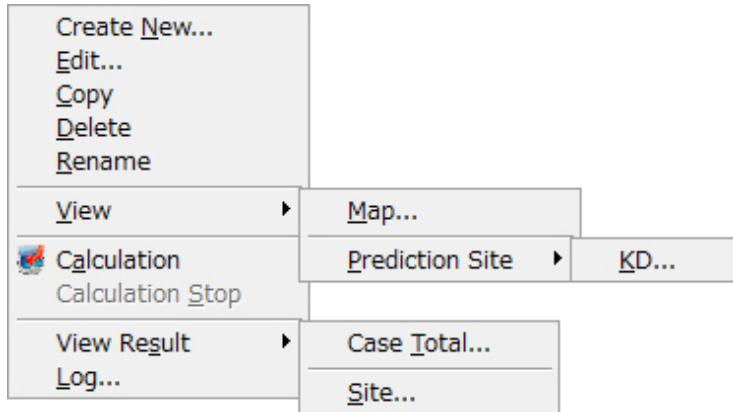 Create New...
Edit...
Copy
Delete
Rename
View
Map...
Calculation
Prediction Site
KD...
Calculation Stop
View Result
Case Total...
Log...
Site...